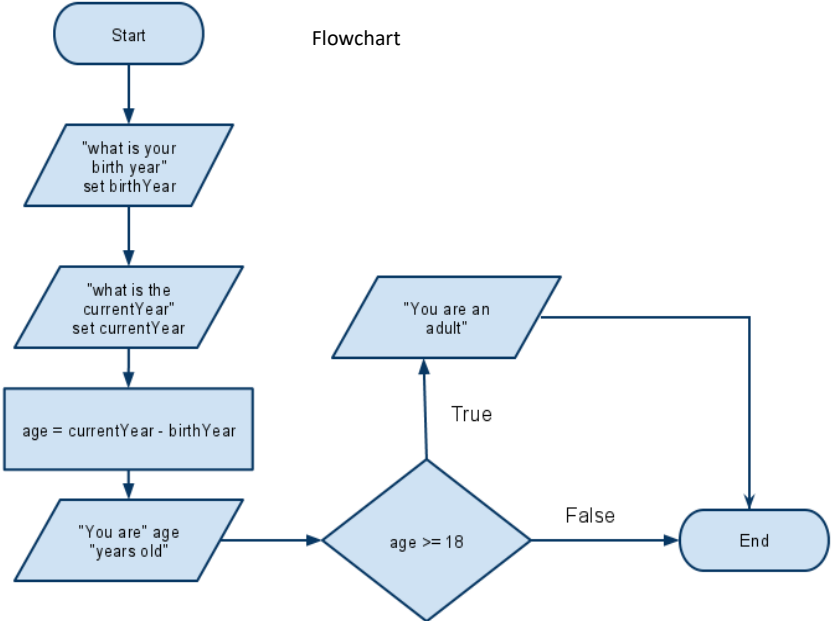 Start
Flowchart
"what is your
birth year"
set birthYear
"what is the
currentYear"
set currentYear
age = currentYear - birthYear
"You are" age
"years old"
age >= 18
True
"You are an
adult"
False
End